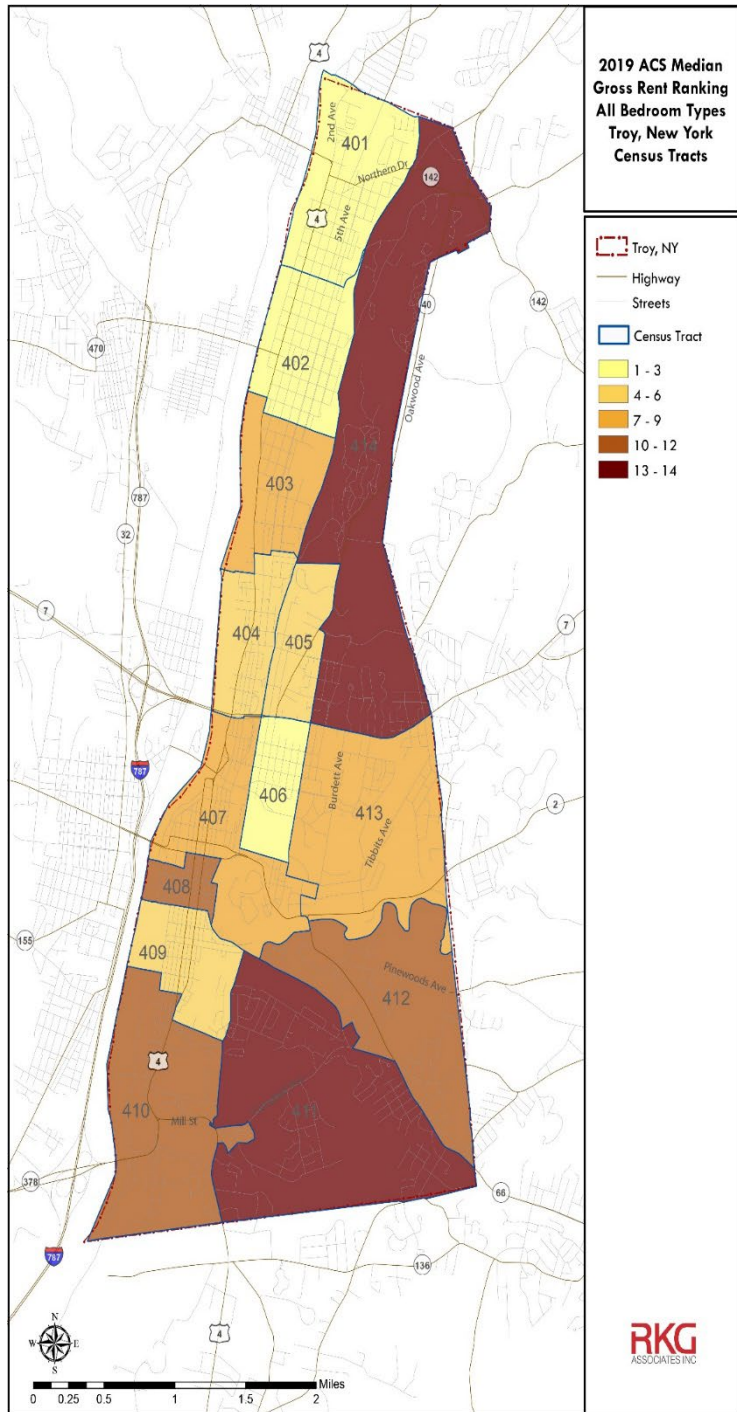 2019 ACS Median
Gross Rent Ranking
All Bedroom Types
Troy, New York
Census Tracts
Troy, NY
Highway
Streets
Census Tract
1 - 3
4 - 6
7 - 9
10 - 12
13 - 14
4
2nd Ave
401
Northern Dr
142
4
5th Ave
40
142
470
402
Oakwood Ave
414
403
787
32
7
404
405
7
787
406
Burdett Ave
413
407
Tibbits Ave
2
408
155
409
Pinewoods Ave
412
4
410
Mill St
411
378
66
787
136
4
N
W
E
S
Miles
0
0.25
0.5
1
1.5
2
RKG
ASSOCIATES INC